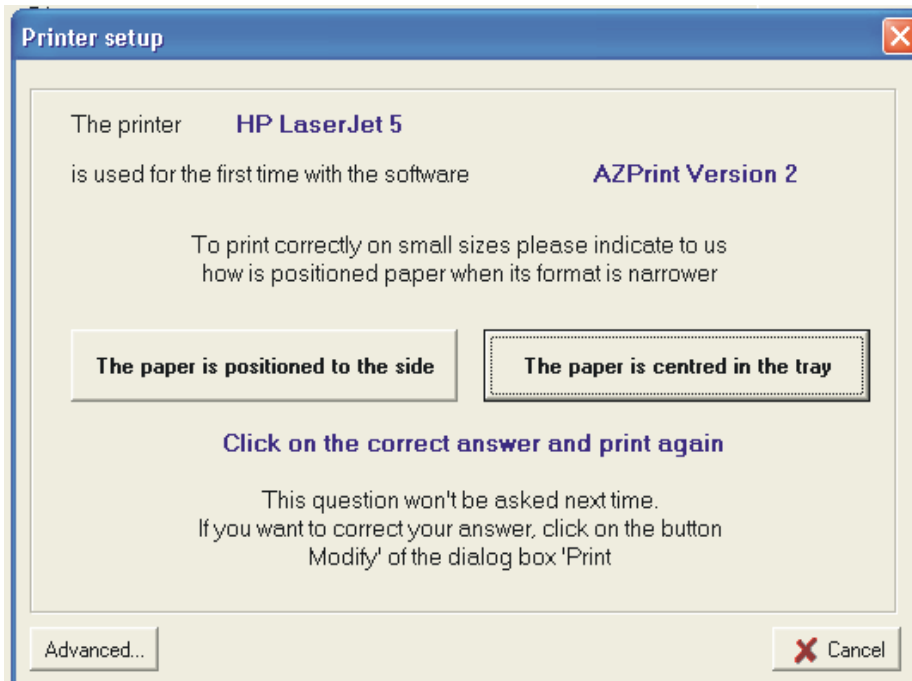 Printer setup
The printer HP LaserJet 5
is used for the first time with the software AZPrint Version 2
To print correctly on small sizes please indicate to us
how is positioned paper when its format is narrower
The paper is positioned to the side The paper is centred in the tray
Click on the correct answer and print again
This question won't be asked next time.
If you want to correct your answer, click on the button
Modify' of the dialog box 'Print
Advanced... Cancel